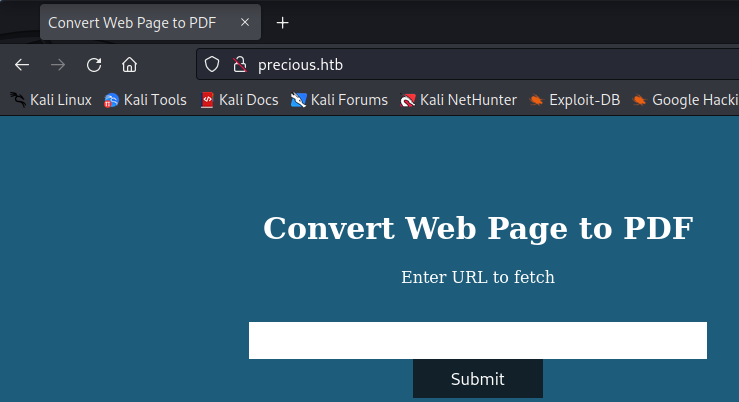 Convert Web Page to PDF
precious.htb
Kali Linux Kali Tools Kali Docs Kali Forums Kali NetHunter Exploit-DB Google Hacki
Convert Web Page to PDF
Enter URL to fetch
Submit